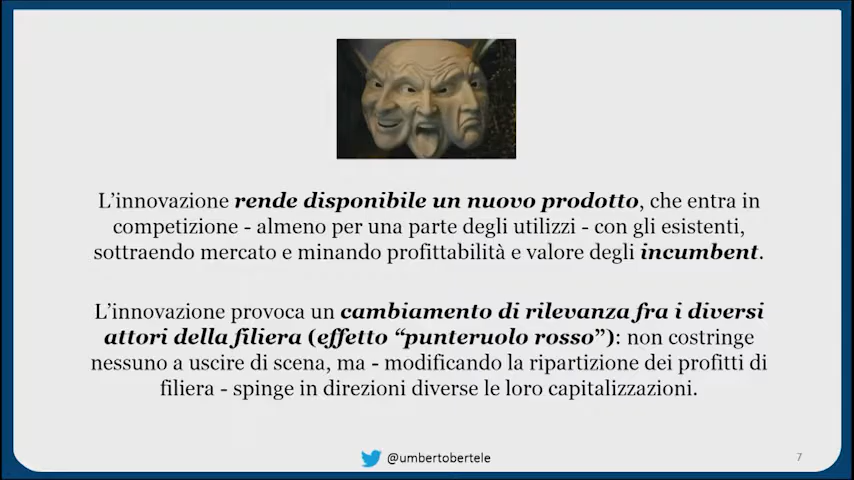 L’innovazione rende disponibile un nuovo prodotto, che entra in
competizione - almeno per una parte degli utilizzi - con gli esistenti,
sottraendo mercato e minando profittabilità e valore degli incumbent.
L’innovazione provoca un cambiamento di rilevanza fra i diversi
attori della filiera (effetto “punteruolo rosso”): non costringe
nessuno a uscire di scena, ma - modificando la ripartizione dei profitti di
filiera - spinge in direzioni diverse le loro capitalizzazioni.
@umbertobertele
7